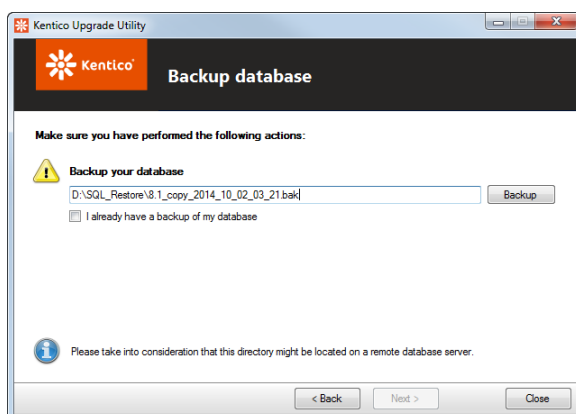 Kentico Upgrade Utility
Kentico
Backup database
Make sure you have performed the following actions:
Backup your database
D:\SQL_Restore\8.1_copy_2014_10_02_03_21.bak
Backup
I already have a backup of my database
Please take into consideration that this directory might be located on a remote database server.
< Back
Next >
Close